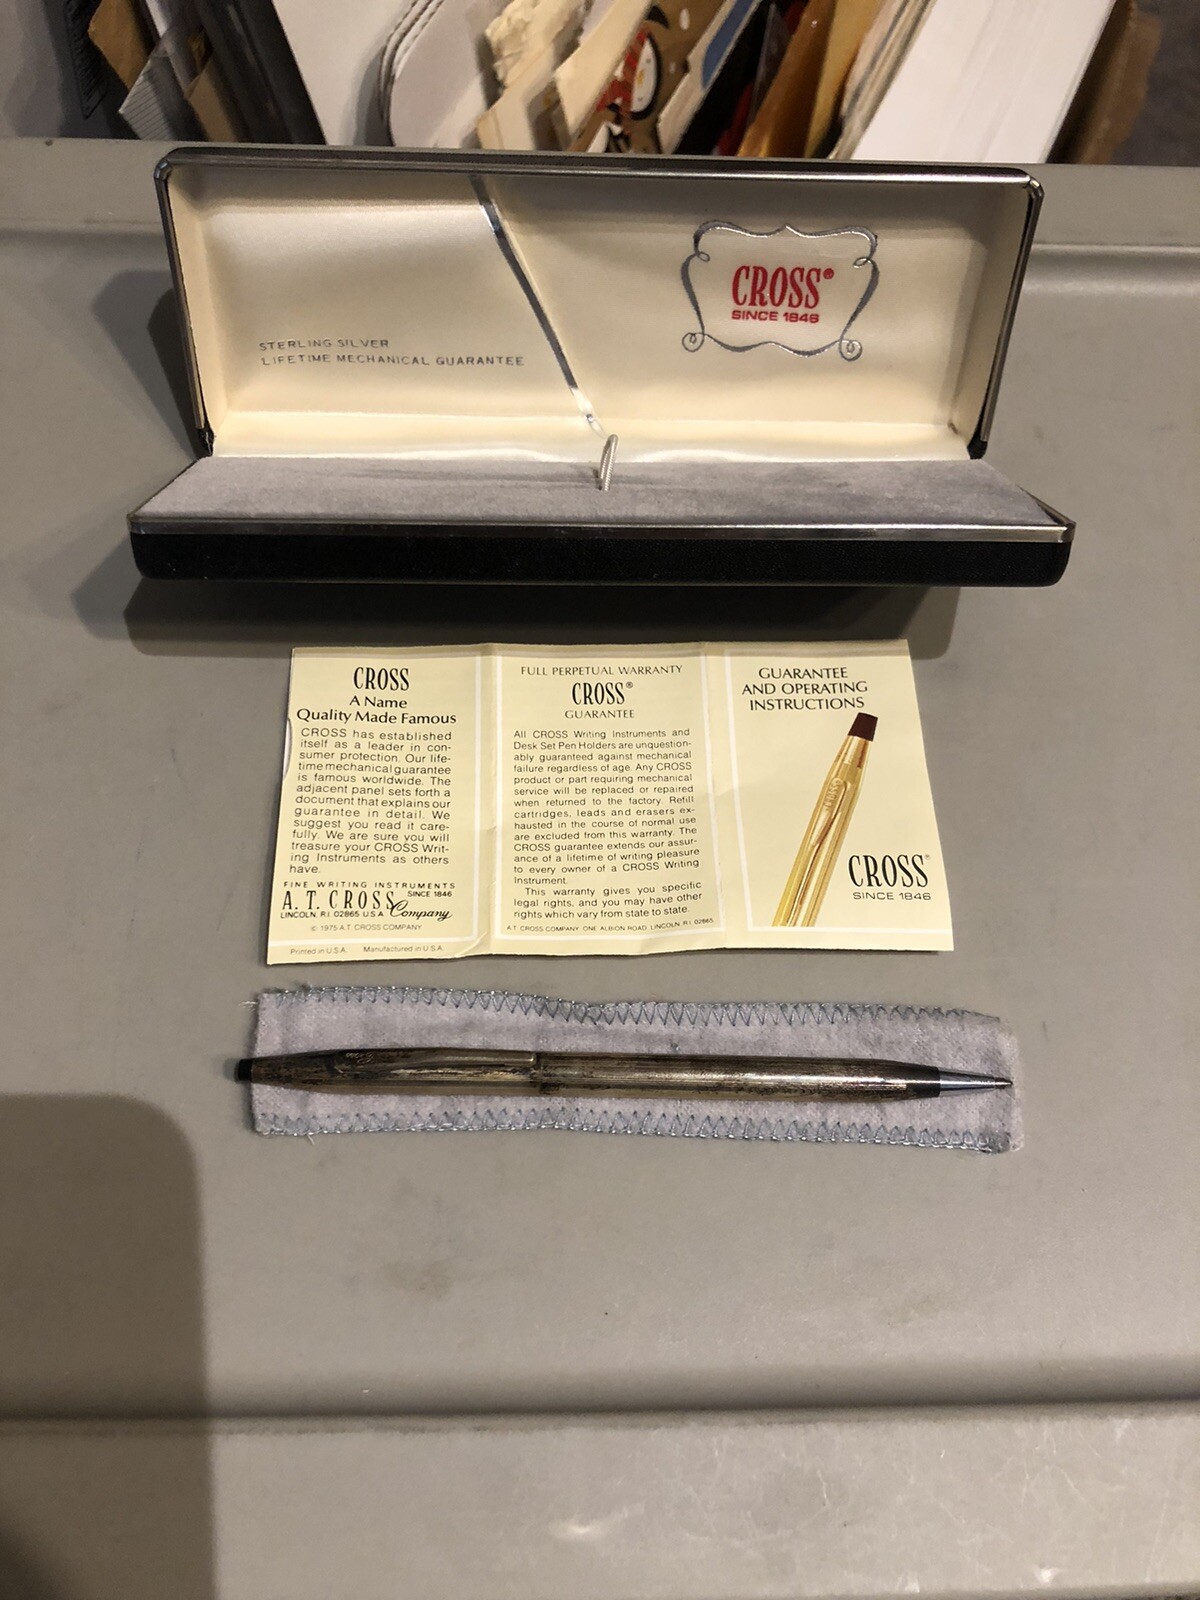 STERLING SILVER
LIFETIME MECHANICAL GUARANTEE
CROSS®
SINCE 1846
CROSS
A Name
Quality Made Famous
CROSS has established
itself as a leader in con-
sumer protection. Our life-
time mechanical guarantee
is famous worldwide. The
adjacent panel sets forth a
document that explains our
guarantee in detail. We
suggest you read it care-
fully. We are sure you will
treasure your CROSS Writ-
ing Instruments as others
have.
FINE WRITING INSTRUMENTS
SINCE 1846
A. T. CROSS Company
LINCOLN, R.I. 02865 U.S.A
© 1975 A.T. CROSS COMPANY
Printed in U.S.A. Manufactured in U.S.A.
FULL PERPETUAL WARRANTY
CROSS®
GUARANTEE
All CROSS Writing Instruments and
Desk Set Pen Holders are unquestion-
ably guaranteed against mechanical
failure regardless of age. Any CROSS
product or part requiring mechanical
service will be replaced or repaired
when returned to the factory. Refill
cartridges, leads and erasers ex-
hausted in the course of normal use
are excluded from this warranty. The
CROSS guarantee extends our assur-
ance of a lifetime of writing pleasure
to every owner of a CROSS Writing
Instrument.
This warranty gives you specific
legal rights, and you may have other
rights which vary from state to state.
A.T. CROSS COMPANY, ONE ALBION ROAD, LINCOLN, R.I. 02865
GUARANTEE
AND OPERATING
INSTRUCTIONS
CROSS
CROSS®
SINCE 1846